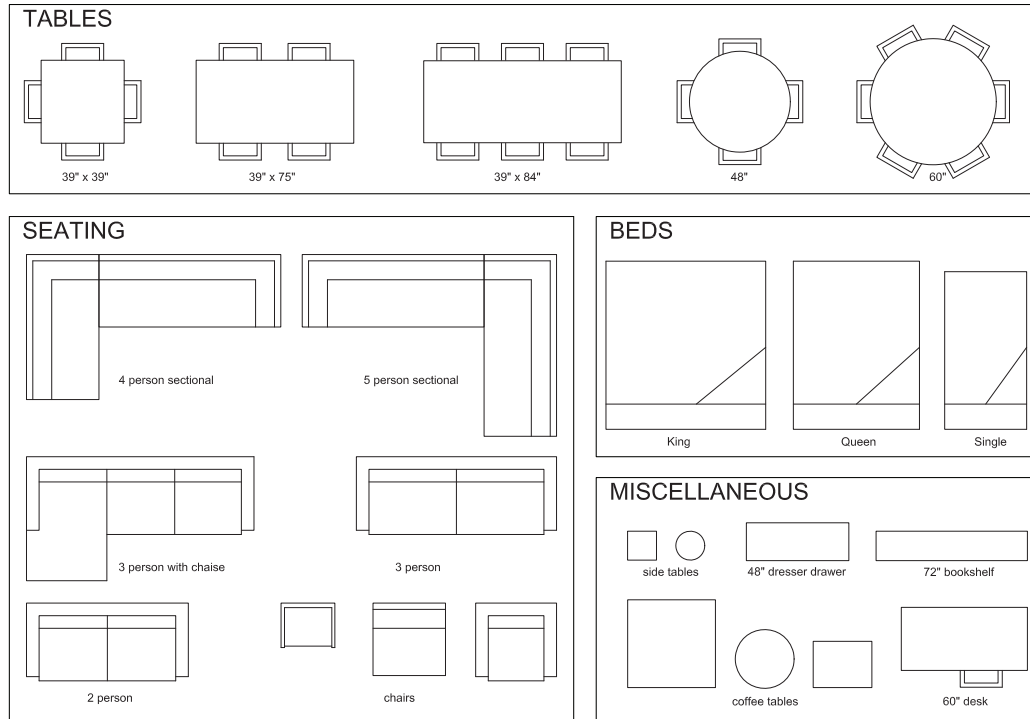 TABLES
39" x 39"
39" x 75"
39" x 84"
48"
60"
SEATING
4 person sectional
5 person sectional
3 person with chaise
3 person
2 person
chairs
BEDS
King
Queen
Single
MISCELLANEOUS
side tables
48" dresser drawer
72" bookshelf
coffee tables
60" desk